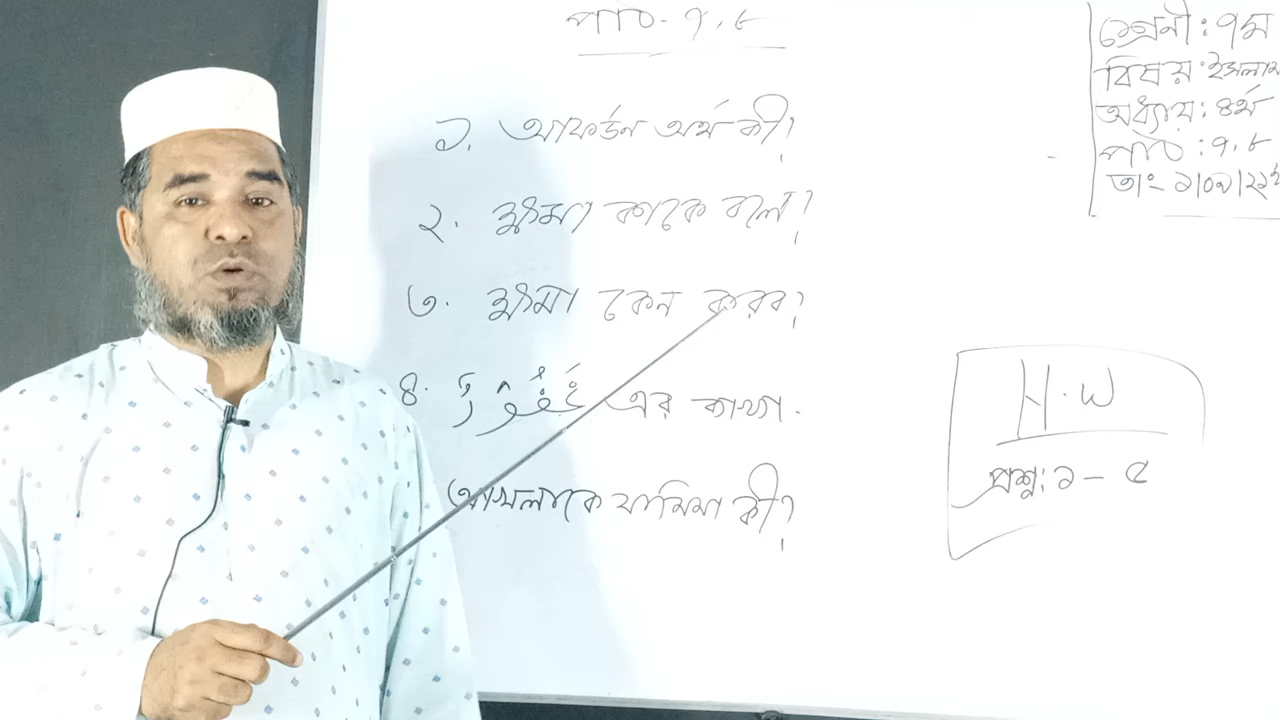 পাঠ - ৭,৮
১. আফউন অর্থ কী?
২. ক্ষমা কাকে বলে?
৩. ক্ষমা কেন করব?
৪. غَفُوْرٌ এর ব্যাখ্যা.
আখলাকে যামিমা কী?
শ্রেনী : ৭ম
বিষয় : ইসলাম
অধ্যায় : ৪র্থ
পাঠ : ৭,৮
তাং
H.W
প্রশ্ন : ১ - ৫